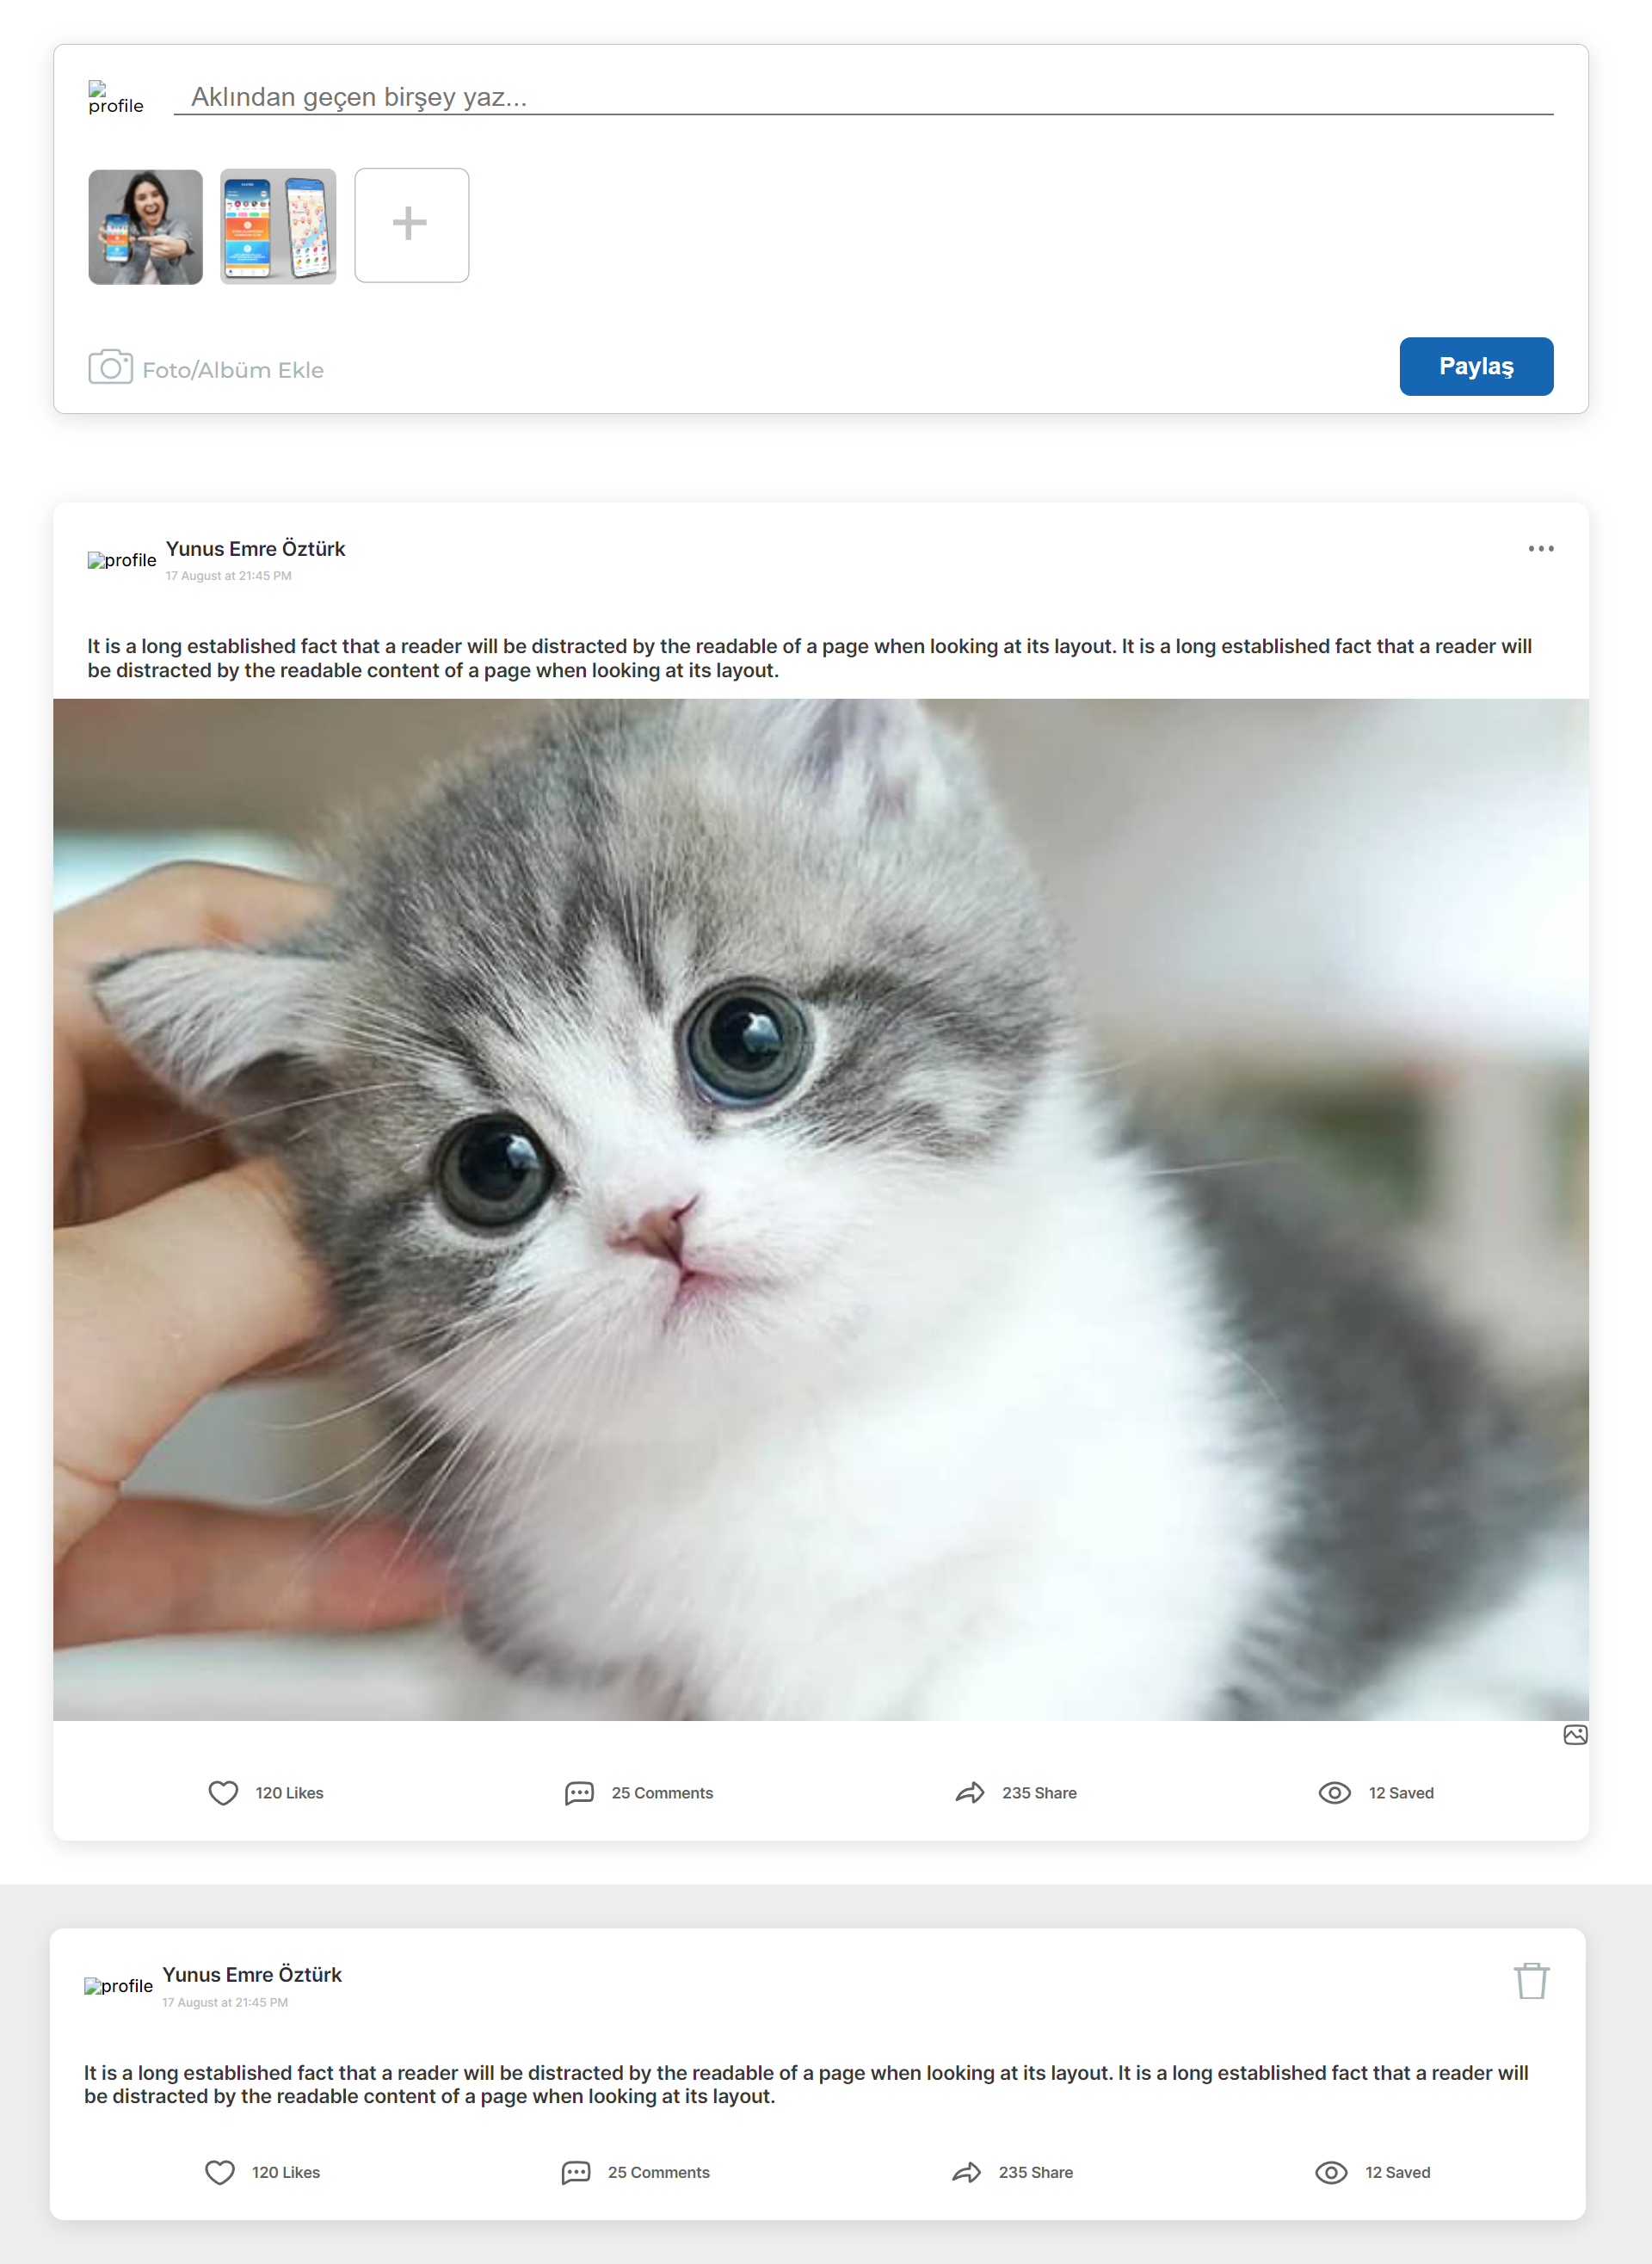 profile
Aklından geçen birşey yaz...
Foto/Albüm Ekle
Paylaş
profile
Yunus Emre Öztürk
17 August at 21:45 PM
It is a long established fact that a reader will be distracted by the readable of a page when looking at its layout. It is a long established fact that a reader will
be distracted by the readable content of a page when looking at its layout.
120 Likes
25 Comments
235 Share
12 Saved
profile
Yunus Emre Öztürk
17 August at 21:45 PM
It is a long established fact that a reader will be distracted by the readable of a page when looking at its layout. It is a long established fact that a reader will
be distracted by the readable content of a page when looking at its layout.
120 Likes
25 Comments
235 Share
12 Saved